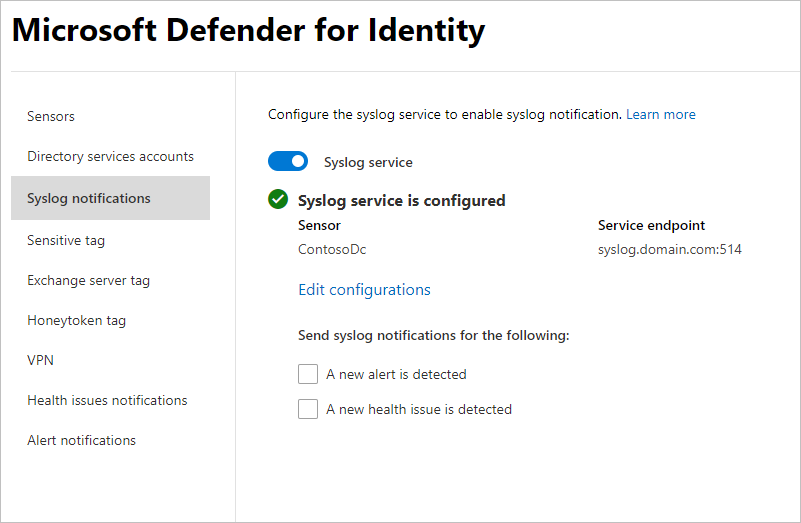 Microsoft Defender for Identity
Sensors
Directory services accounts
Syslog notifications
Sensitive tag
Exchange server tag
Honeytoken tag
VPN
Health issues notifications
Alert notifications
Configure the syslog service to enable syslog notification. Learn more
Syslog service
Syslog service is configured
Sensor
ContosoDc
Service endpoint
syslog.domain.com:514
Edit configurations
Send syslog notifications for the following:
A new alert is detected
A new health issue is detected